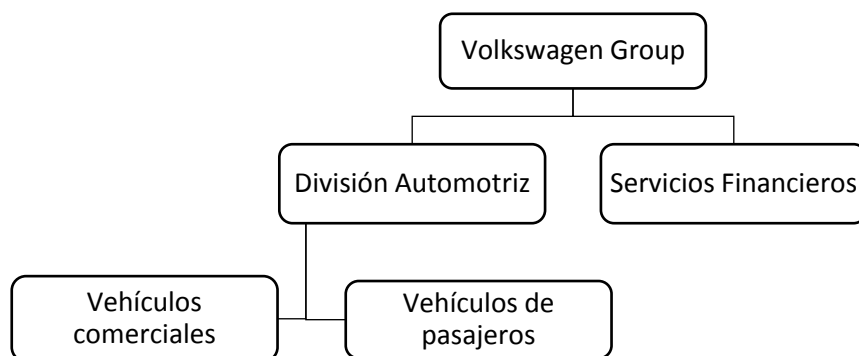 Volkswagen Group
División Automotriz
Servicios Financieros
Vehículos
comerciales
Vehículos de
pasajeros